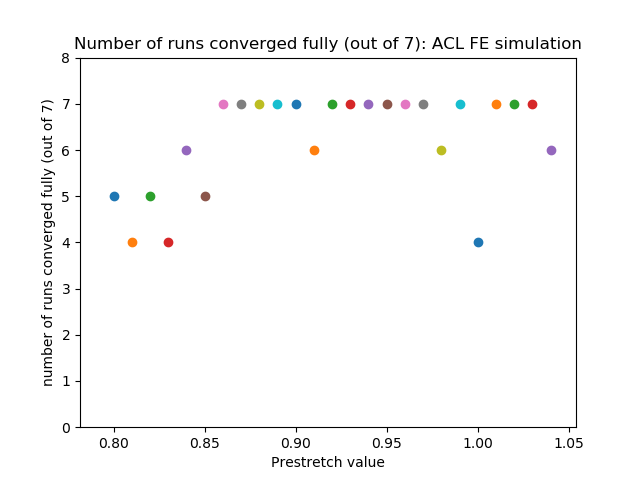 Number of runs converged fully (out of 7): ACL FE simulation
number of runs converged fully (out of 7)
8
7
6
5
4
3
2
1
0
0.80 0.85 0.90 0.95 1.00 1.05
Prestretch value